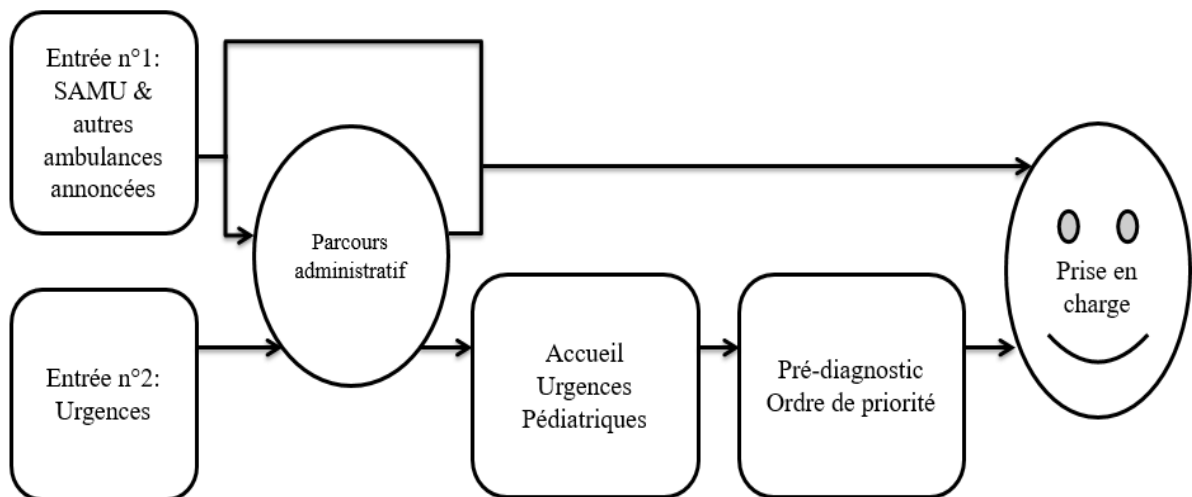 Entrée n°1:
SAMU &
autres
ambulances
annoncées
Parcours
administratif
Prise en
charge
Entrée n°2:
Urgences
Accueil
Urgences
Pédiatriques
Pré-diagnostic
Ordre de priorité